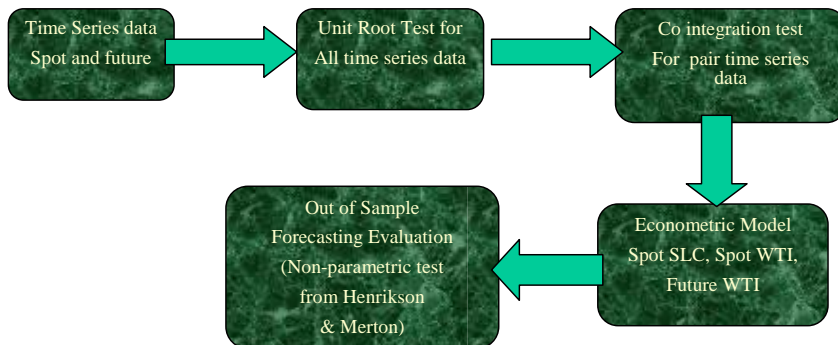 Time Series data
Spot and future
Unit Root Test for
All time series data
Co integration test
For pair time series
data
Econometric Model
Spot SLC, Spot WTI,
Future WTI
Out of Sample
Forecasting Evaluation
(Non-parametric test
from Henrikson
& Merton)